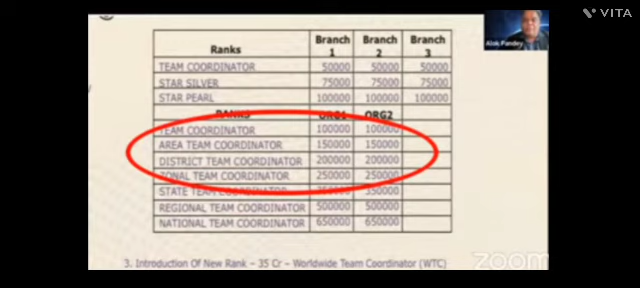 VITA
Alok Pandey
Ranks Branch 1 Branch 2 Branch 3
TEAM COORDINATOR 50000 50000 50000
STAR SILVER 75000 75000 75000
STAR PEARL 100000 100000 100000
RANKS ORG1 ORG2
TEAM COORDINATOR 100000 100000
AREA TEAM COORDINATOR 150000 150000
DISTRICT TEAM COORDINATOR 200000 200000
ZONAL TEAM COORDINATOR 250000 250000
STATE TEAM COORDINATOR 350000 350000
REGIONAL TEAM COORDINATOR 500000 500000
NATIONAL TEAM COORDINATOR 650000 650000
3. Introduction Of New Rank – 35 Cr – Worldwide Team Coordinator (WTC)
zoom